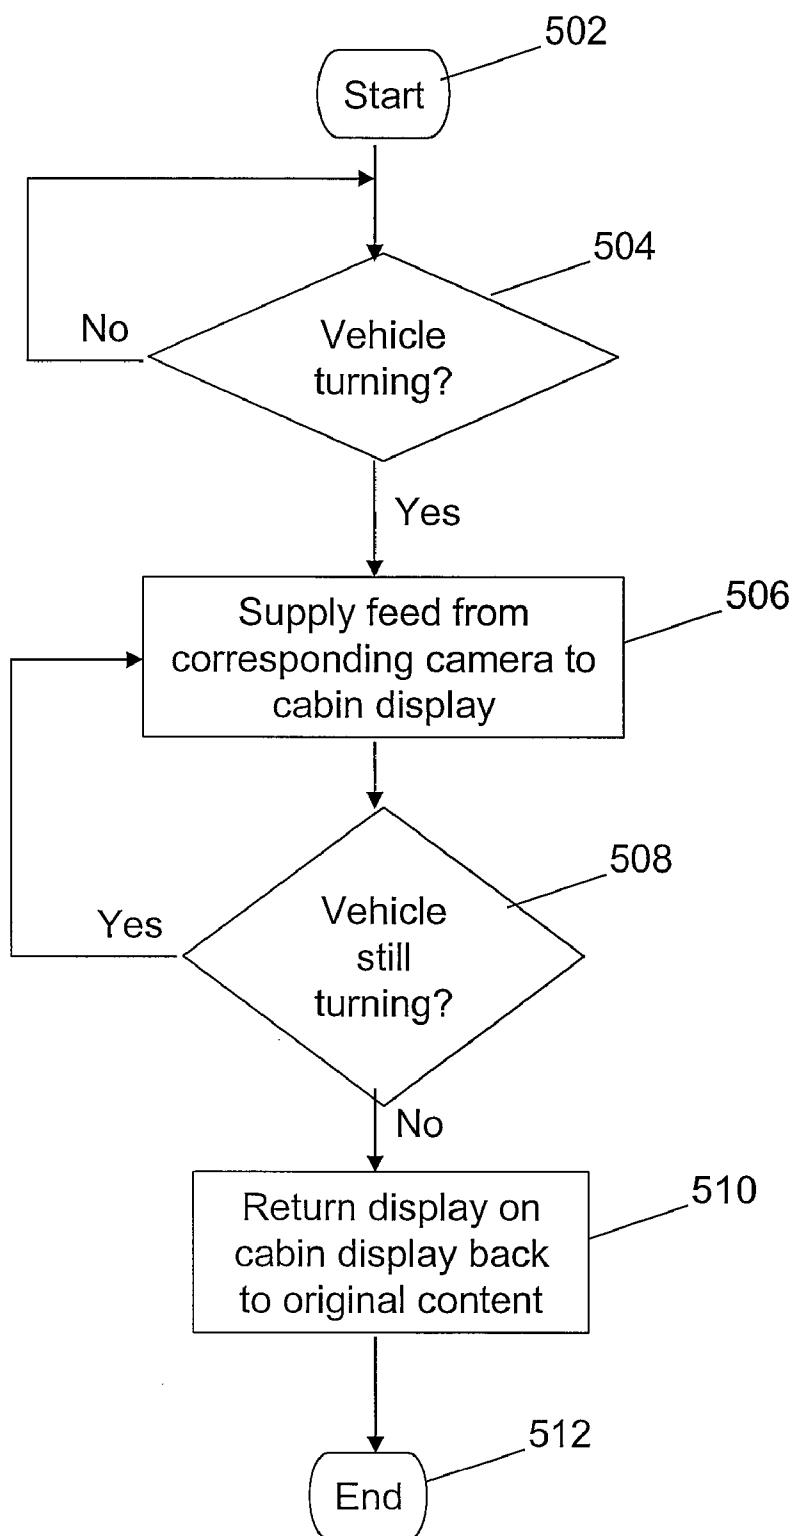 502
Start
504
No
Vehicle
turning?
Yes
506
Supply feed from
corresponding camera to
cabin display
508
Yes
Vehicle
still
turning?
No
510
Return display on
cabin display back
to original content
512
End